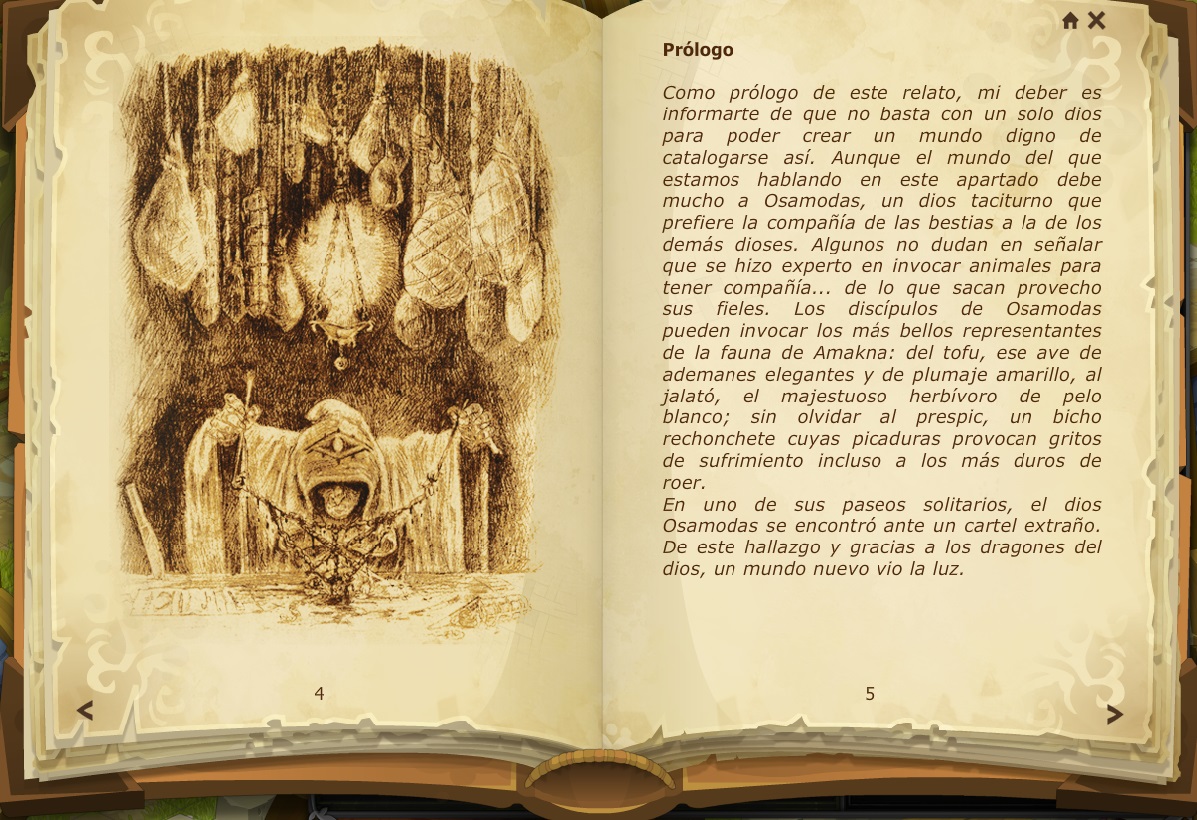 Prólogo
Como prólogo de este relato, mi deber es
informarte de que no basta con un solo dios
para poder crear un mundo digno de
catalogarse así. Aunque el mundo del que
estamos hablando en este apartado debe
mucho a Osamodas, un dios taciturno que
prefiere la compañía de las bestias a la de los
demás dioses. Algunos no dudan en señalar
que se hizo experto en invocar animales para
tener compañía... de lo que sacan provecho
sus fieles. Los discípulos de Osamodas
pueden invocar los más bellos representantes
de la fauna de Amakna: del tofu, ese ave de
ademanes elegantes y de plumaje amarillo, al
jalató, el majestuoso herbívoro de pelo
blanco; sin olvidar al prespic, un bicho
rechonchete cuyas picaduras provocan gritos
de sufrimiento incluso a los más duros de
roer.
En uno de sus paseos solitarios, el dios
Osamodas se encontró ante un cartel extraño.
De este hallazgo y gracias a los dragones del
dios, un mundo nuevo vio la luz.
4
5